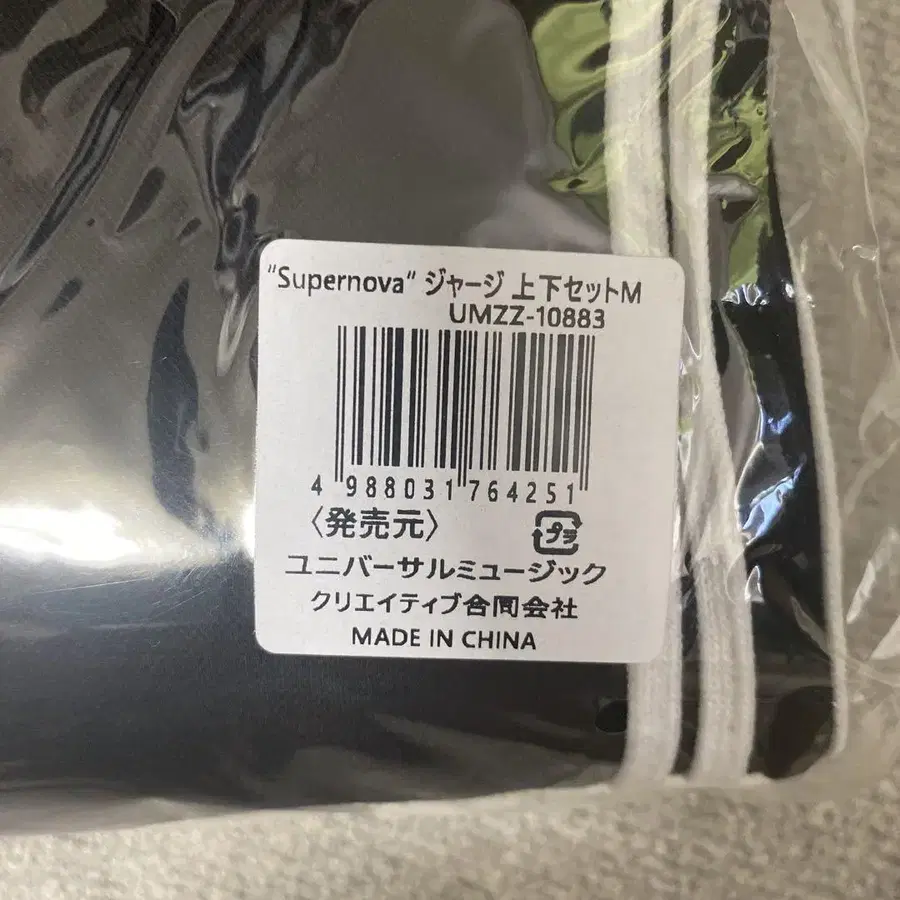 "Supernova" ジャージ 上下セットM
UMZZ-10883
4 988031 764251
〈発売元〉
プラ
ユニバーサルミュージック
クリエイティブ合同会社
MADE IN CHINA